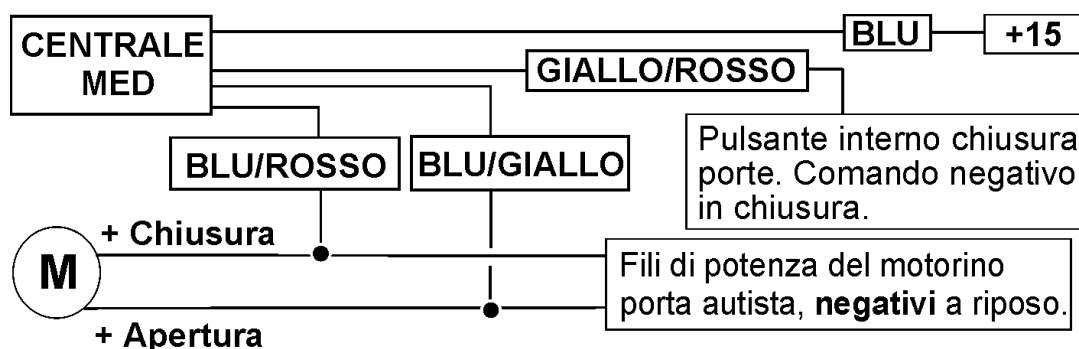 CENTRALE
MED
BLU
+15
GIALLO/ROSSO
BLU/ROSSO
BLU/GIALLO
Pulsante interno chiusura
porte. Comando negativo
in chiusura.
+ Chiusura
M
Fili di potenza del motorino
porta autista, negativi a riposo.
+ Apertura